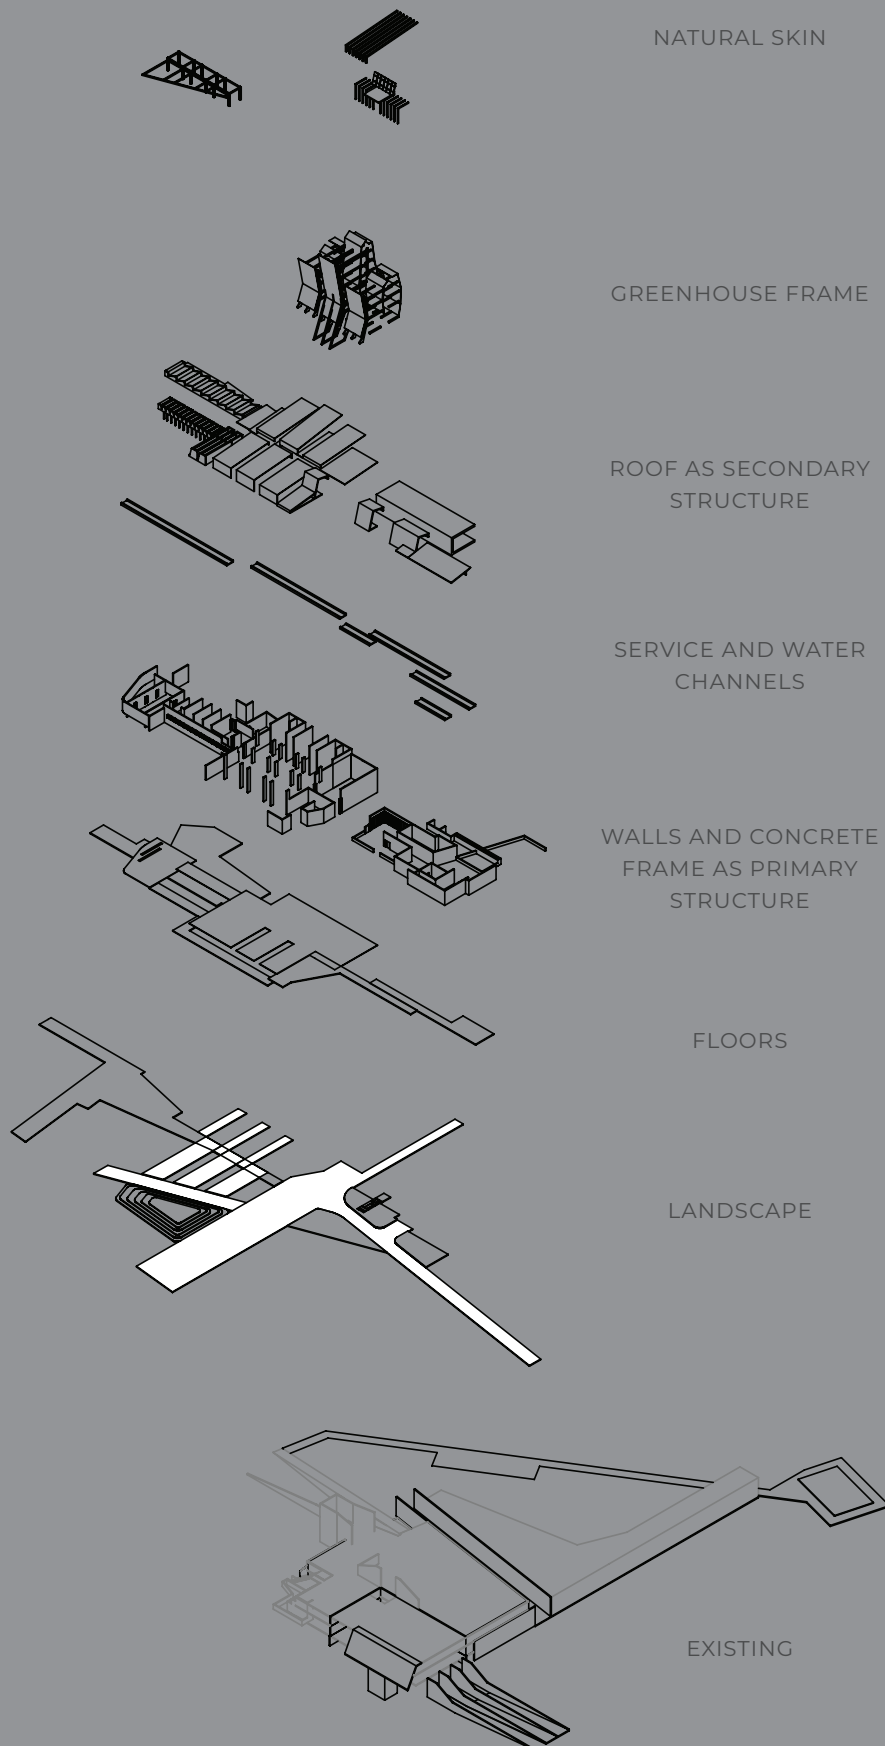 NATURAL SKIN
GREENHOUSE FRAME
ROOF AS SECONDARY
STRUCTURE
SERVICE AND WATER
CHANNELS
WALLS AND CONCRETE
FRAME AS PRIMARY
STRUCTURE
FLOORS
LANDSCAPE
EXISTING